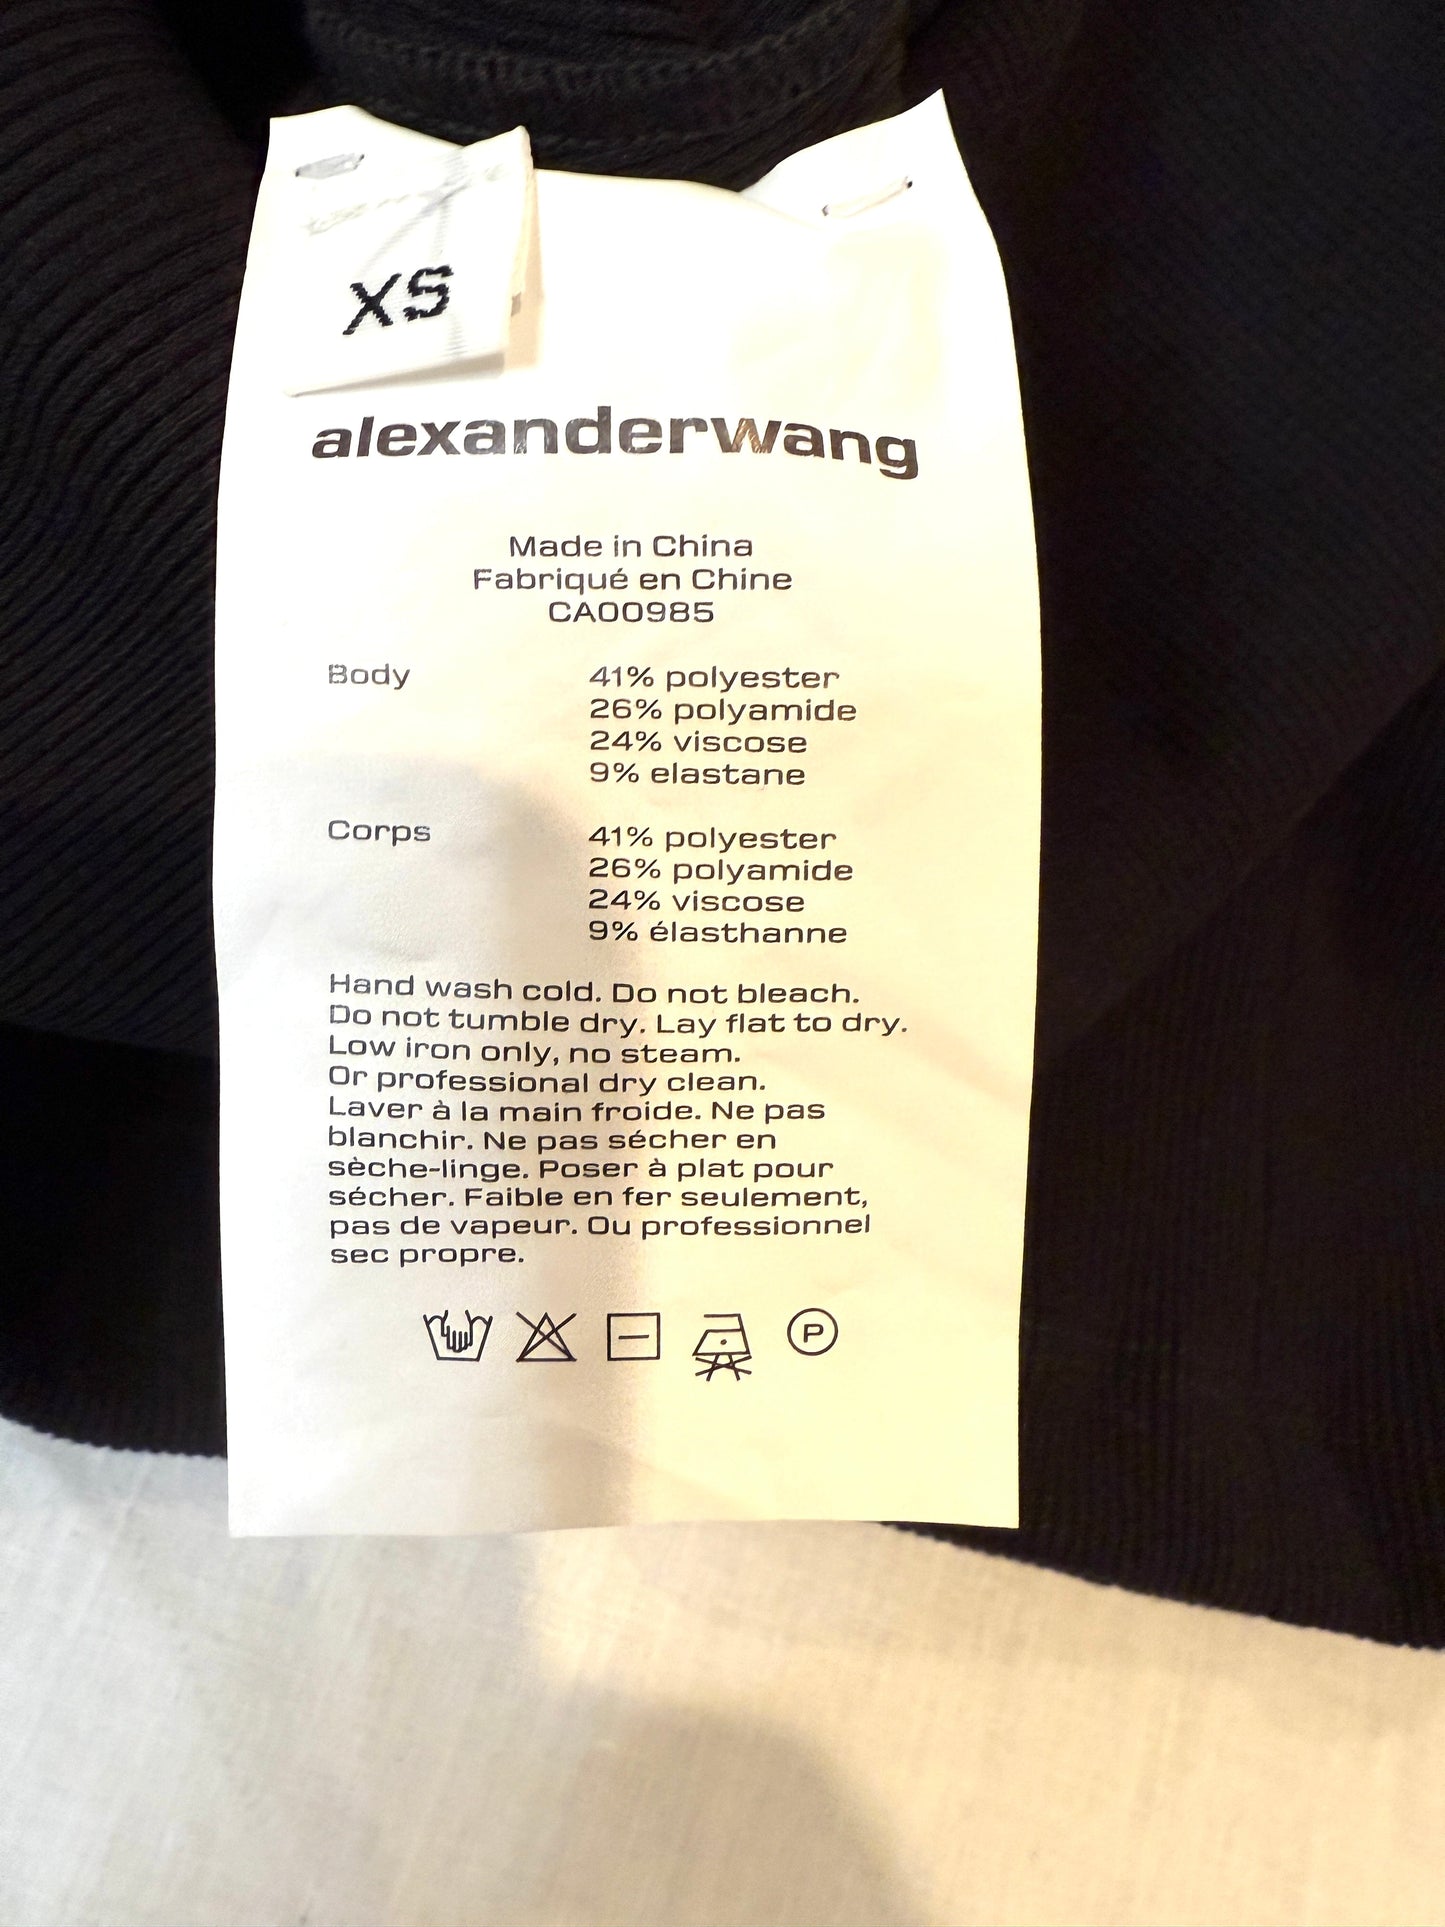 XS
alexanderwang
Made in China
Fabriqué en Chine
CA00985
Body 41% polyester
26% polyamide
24% viscose
9% elastane
Corps 41% polyester
26% polyamide
24% viscose
9% élasthanne
Hand wash cold. Do not bleach.
Do not tumble dry. Lay flat to dry.
Low iron only, no steam.
Or professional dry clean.
Laver à la main froide. Ne pas
blanchir. Ne pas sécher en
sèche-linge. Poser à plat pour
sécher. Faible en fer seulement,
pas de vapeur. Ou professionnel
sec propre.
P